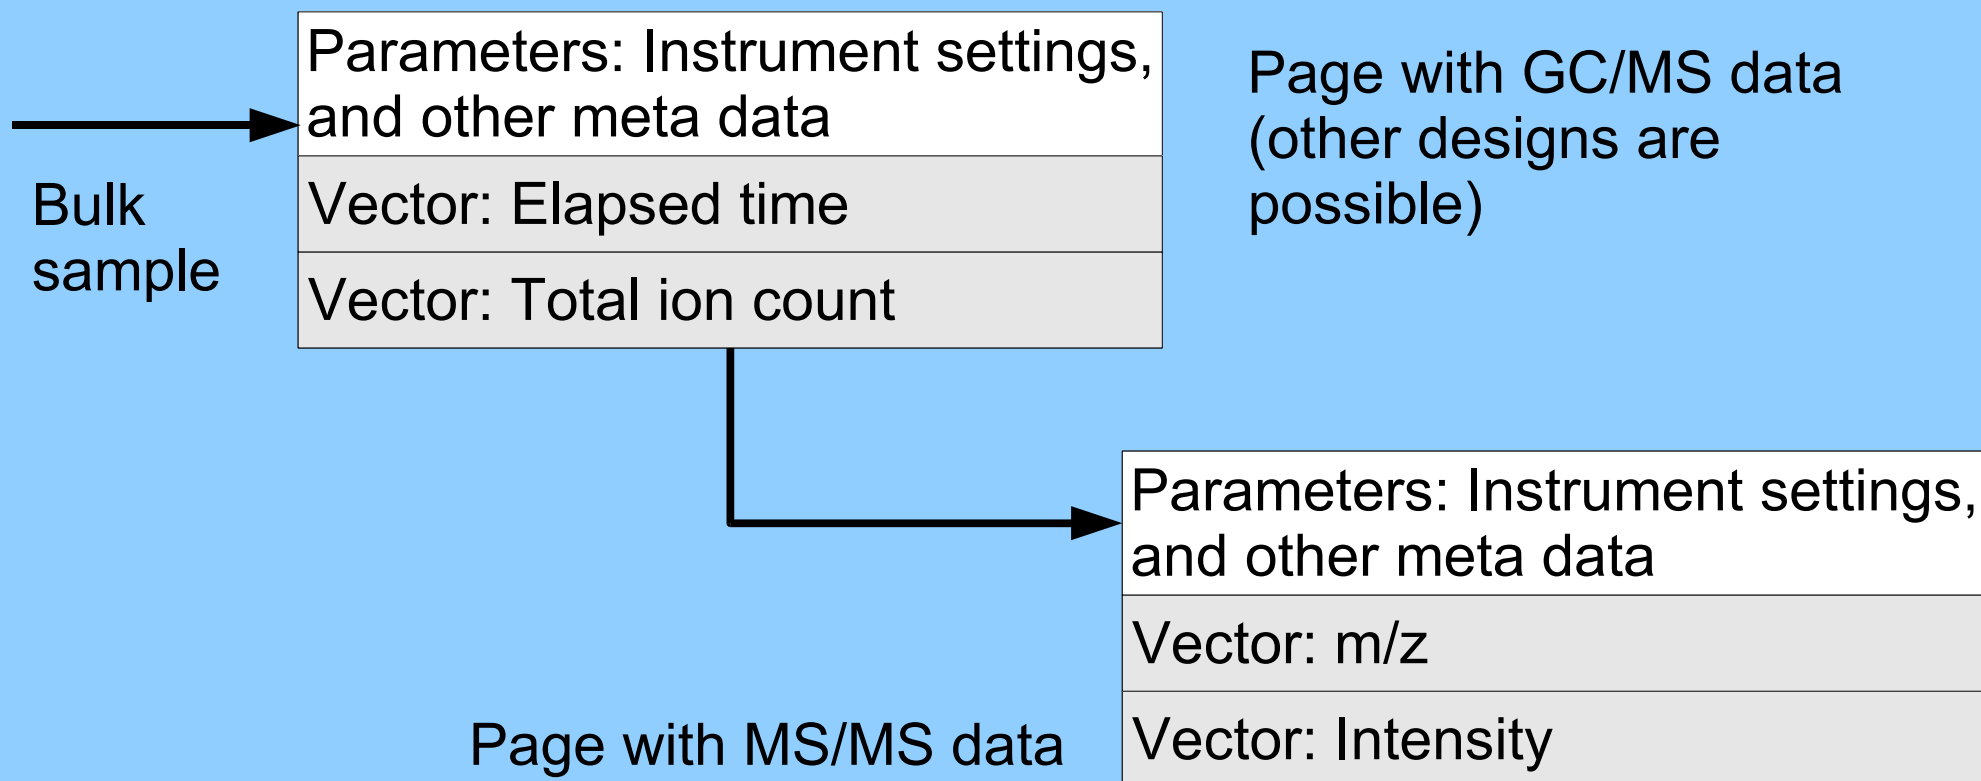 Parameters: Instrument settings,
and other meta data
Vector: Elapsed time
Vector: Total ion count
Bulk
sample
Page with GC/MS data
(other designs are
possible)
Parameters: Instrument settings,
and other meta data
Vector: m/z
Vector: Intensity
Page with MS/MS data